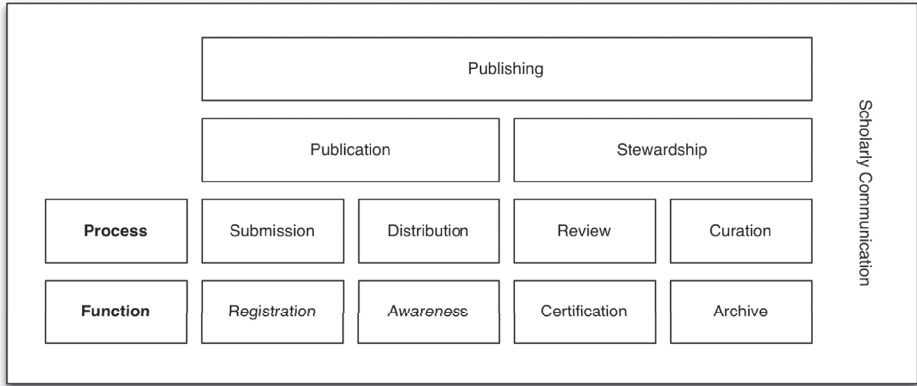 Publishing
Publication Stewardship
Process Submission Distribution Review Curation
Function Registration Awareness Certification Archive
Scholarly Communication